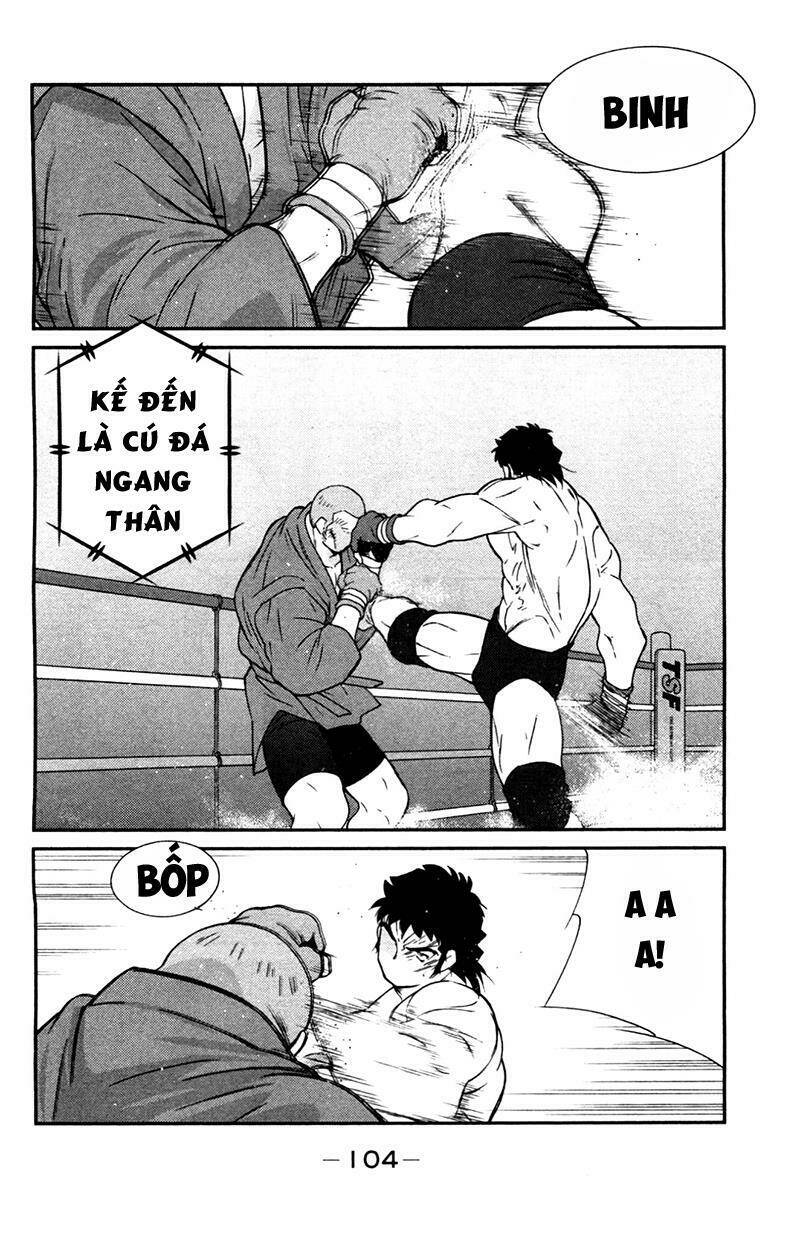 BINH
KẾ ĐẾN
LÀ CÚ ĐÁ
NGANG
THÂN
TSF
BỐP
A A
A!
—104—